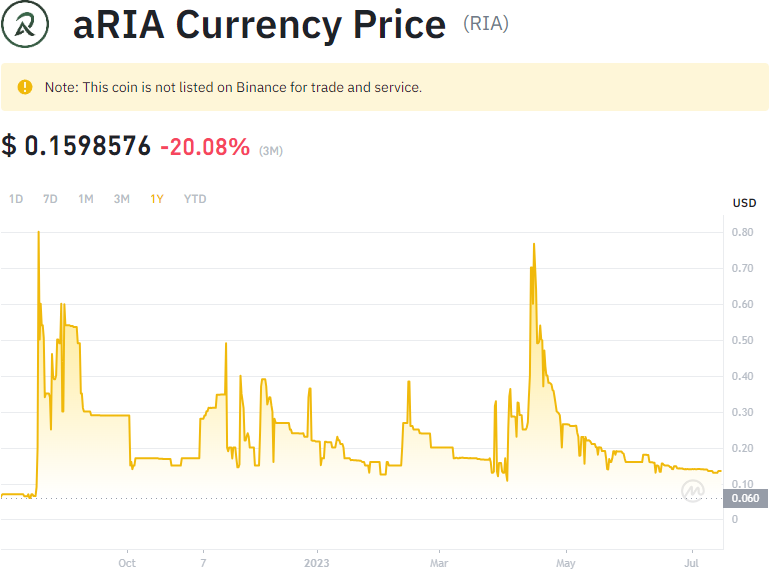 aRIA Currency Price (RIA)
Note: This coin is not listed on Binance for trade and service.
$ 0.1598576 -20.08% (3M)
1D 7D 1M 3M 1Y YTD
USD
0.80
0.70
0.60
0.50
0.40
0.30
0.20
0.10
0.060
0
Oct 7 2023 Mar May Jul